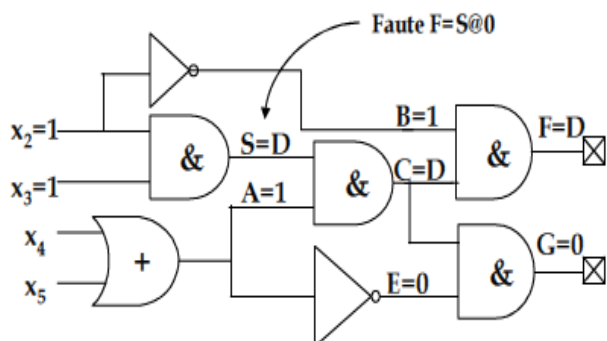 Faute F=S@0
B=1
F=D
x2=1
&
S=D
&
C=D
&
x3=1
A=1
x4
+
G=0
&
x5
E=0